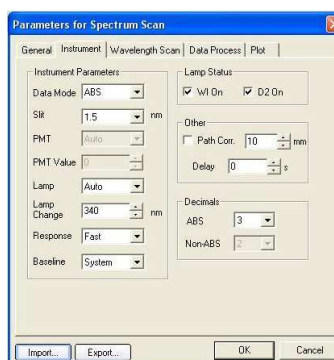 Parameters for Spectrum Scan
General Instrument Wavelength Scan Data Process Plot
Instrument Parameters
Data Mode ABS
Slit 1.5 nm
PMT Auto
PMT Value 0
Lamp Auto
Lamp Change 340 nm
Response Fast
Baseline System
Lamp Status
WI On D2 On
Other
Path Corr. 10 mm
Delay 0 s
Decimals
ABS 3
Non-ABS 2
Import... Export... OK Cancel